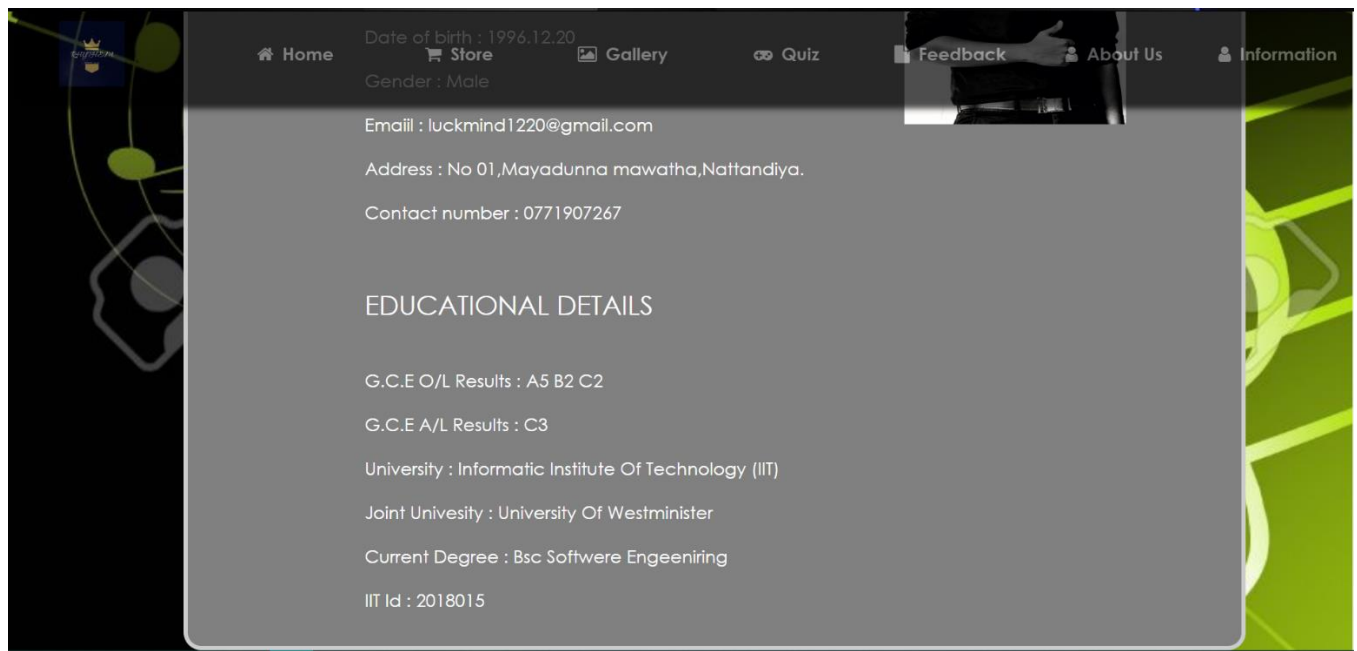 Date of birth : 1996.12.20
Home Store Gallery Quiz Feedback About Us Information
Gender : Male
Emaiil : luckmind1220@gmail.com
Address : No 01,Mayadunna mawatha,Nattandiya.
Contact number : 0771907267
EDUCATIONAL DETAILS
G.C.E O/L Results : A5 B2 C2
G.C.E A/L Results : C3
University : Informatic Institute Of Technology (IIT)
Joint Univesity : University Of Westminister
Current Degree : Bsc Softwere Engeeniring
IIT Id : 2018015